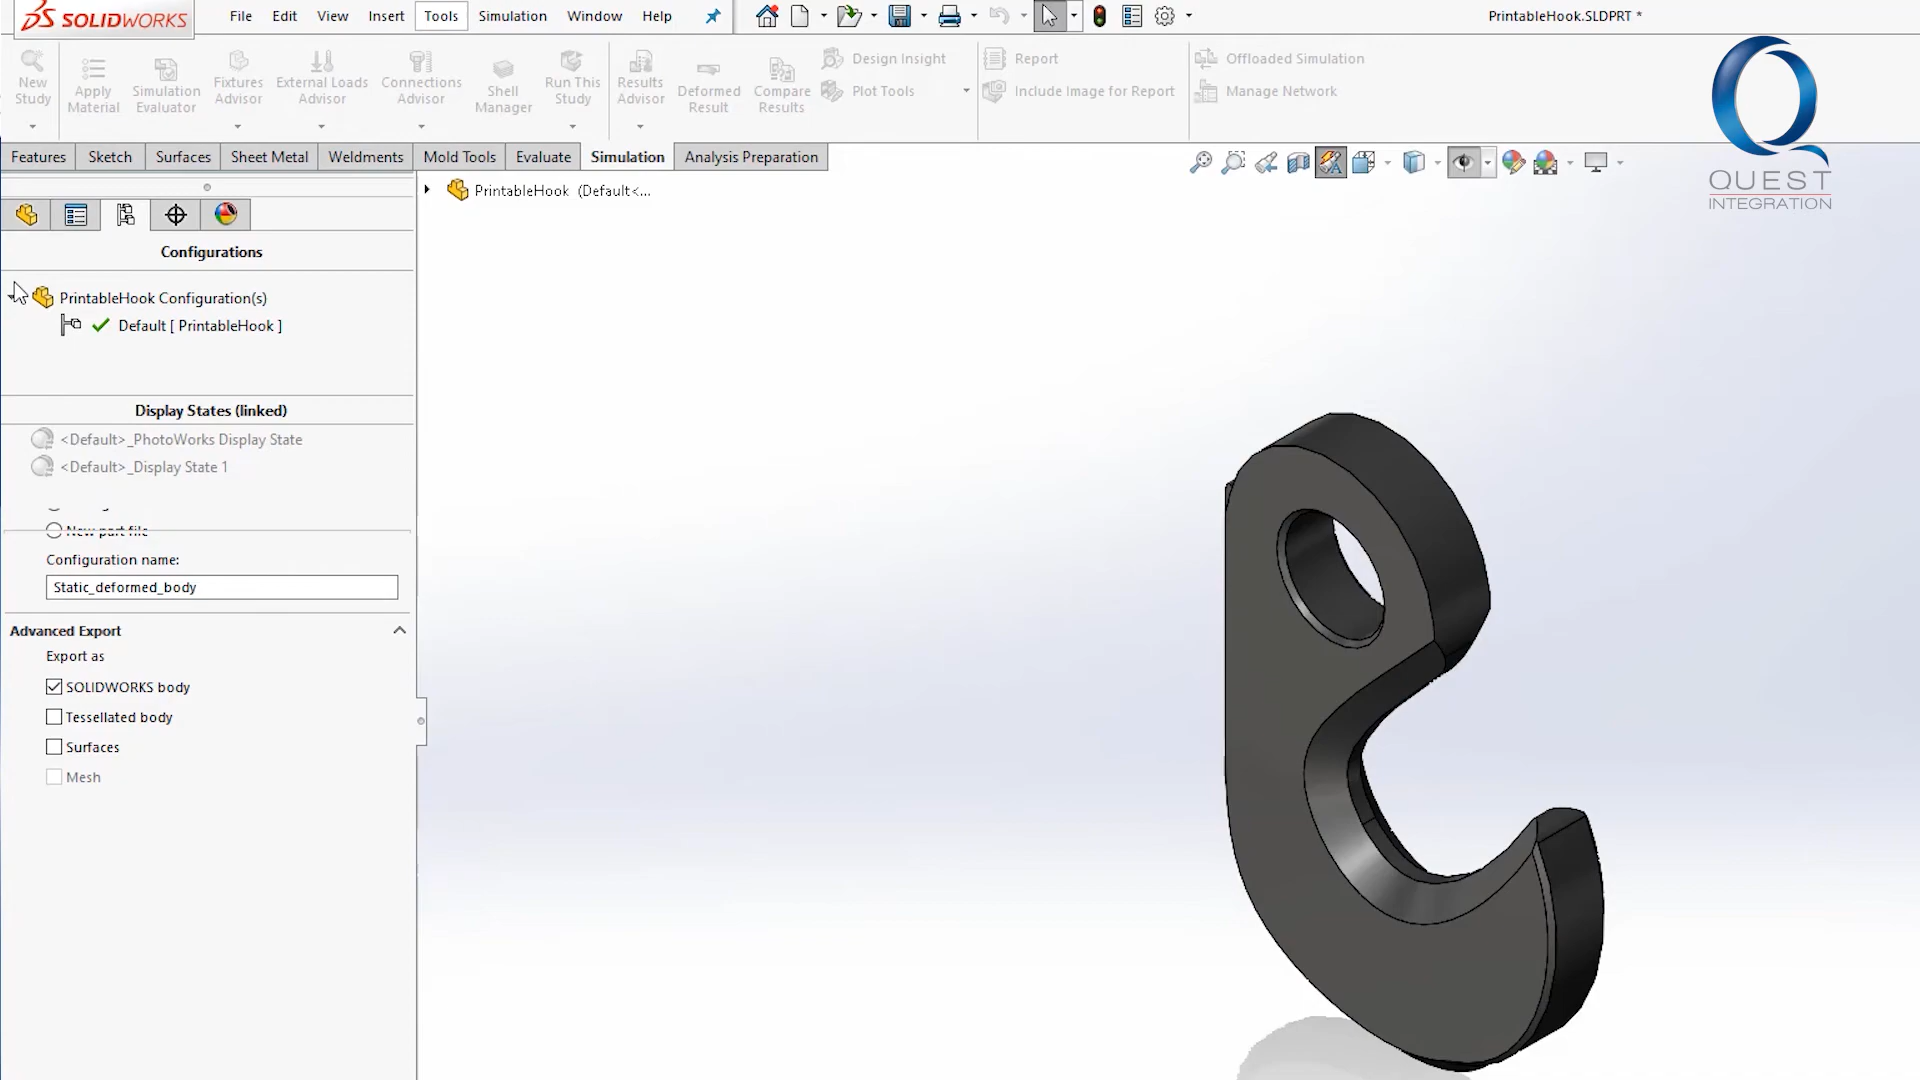 SOLIDWORKS
File Edit View Insert Tools Simulation Window Help
PrintableHook.SLDPRT *
New Study
Apply Material
Simulation Evaluator
Fixtures Advisor
External Loads Advisor
Connections Advisor
Shell Manager
Run This Study
Results Advisor
Deformed Result
Compare Results
Design Insight
Plot Tools
Report
Include Image for Report
Offloaded Simulation
Manage Network
QUEST
INTEGRATION
Features Sketch Surfaces Sheet Metal Weldments Mold Tools Evaluate Simulation Analysis Preparation
PrintableHook (Default<...
Configurations
PrintableHook Configuration(s)
Default [ PrintableHook ]
Display States (linked)
<Default>_PhotoWorks Display State
<Default>_Display State 1
New part file
Configuration name:
Static_deformed_body
Advanced Export
Export as
SOLIDWORKS body
Tessellated body
Surfaces
Mesh